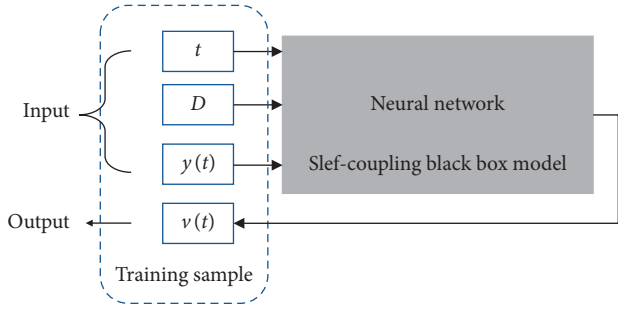 t
D
Neural network
Input
y(t)
Slef-coupling black box model
Output
v(t)
Training sample